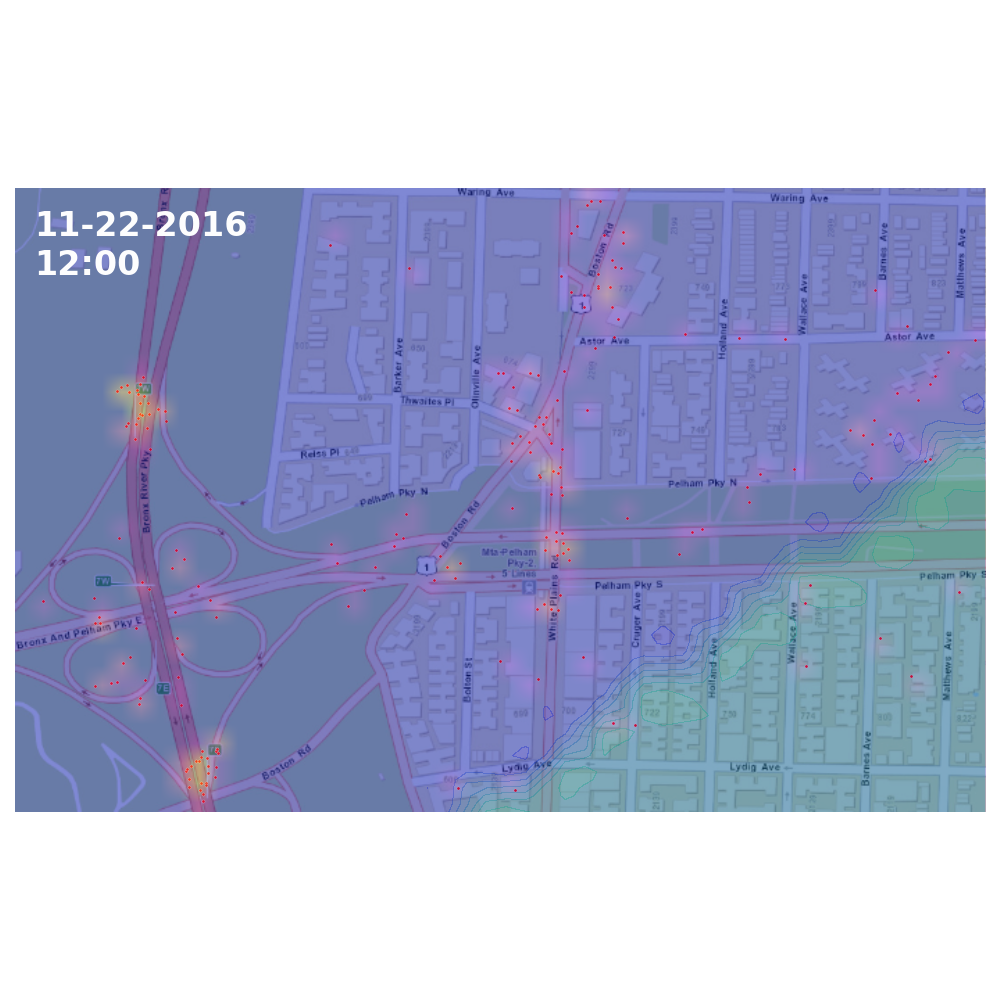 11-22-2016
12:00
Waring Ave
Waring Ave
Boston Rd
Barnes Ave
Matthews Ave
Wallace Ave
Holland Ave
1
Astor Ave
Astor Ave
Barker Ave
Olinville Ave
Thwaites Pl
Reiss Pl
Bronx River Pky
Pelham Pky N
Pelham Pky N
Boston Rd
Mta-Pelham
Pky-2,
5 Lines
1
7W
Pelham Pky S
Pelham Pky S
White Plains Rd
Cruger Ave
Bronx And Pelham Pky E
Wallace Ave
Holland Ave
Matthews Ave
Bolton St
7E
Barnes Ave
Boston Rd
Lydig Ave
Lydig Ave